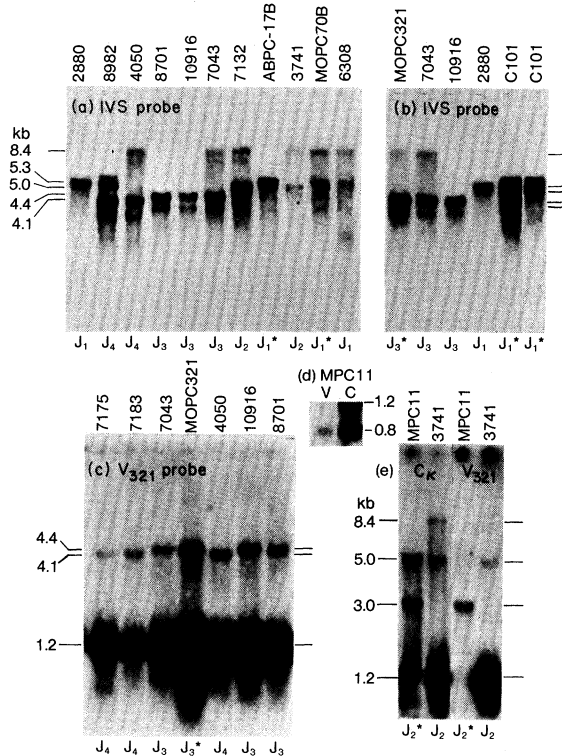 2880 8982 4050 8701 10916 7043 7132 ABPC-17B 3741 MOPC70B 6308
(a) IVS probe
kb
8.4
5.3
5.0
4.4
4.1
J1 J4 J4 J3 J3 J3 J2 J1* J2 J1* J1
MOPC321 7043 10916 2880 C101 C101
(b) IVS probe
J3* J3 J3 J1 J1* J1*
7175 7183 7043 MOPC321 4050 10916 8701
(c) V321 probe
4.4
4.1
1.2
J4 J4 J3 J3* J4 J3 J3
(d) MPC11
V C
1.2
0.8
MPC11 3741 MPC11 3741
(e) Cκ V321
kb
8.4
5.0
3.0
1.2
J2* J2 J2* J2